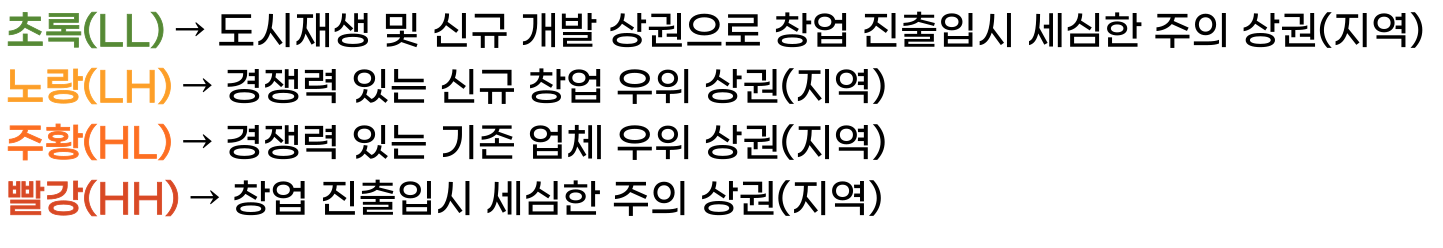 초록(LL) → 도시재생 및 신규 개발 상권으로 창업 진출입시 세심한 주의 상권(지역)
노랑(LH) → 경쟁력 있는 신규 창업 우위 상권(지역)
주황(HL) → 경쟁력 있는 기존 업체 우위 상권(지역)
빨강(HH) → 창업 진출입시 세심한 주의 상권(지역)